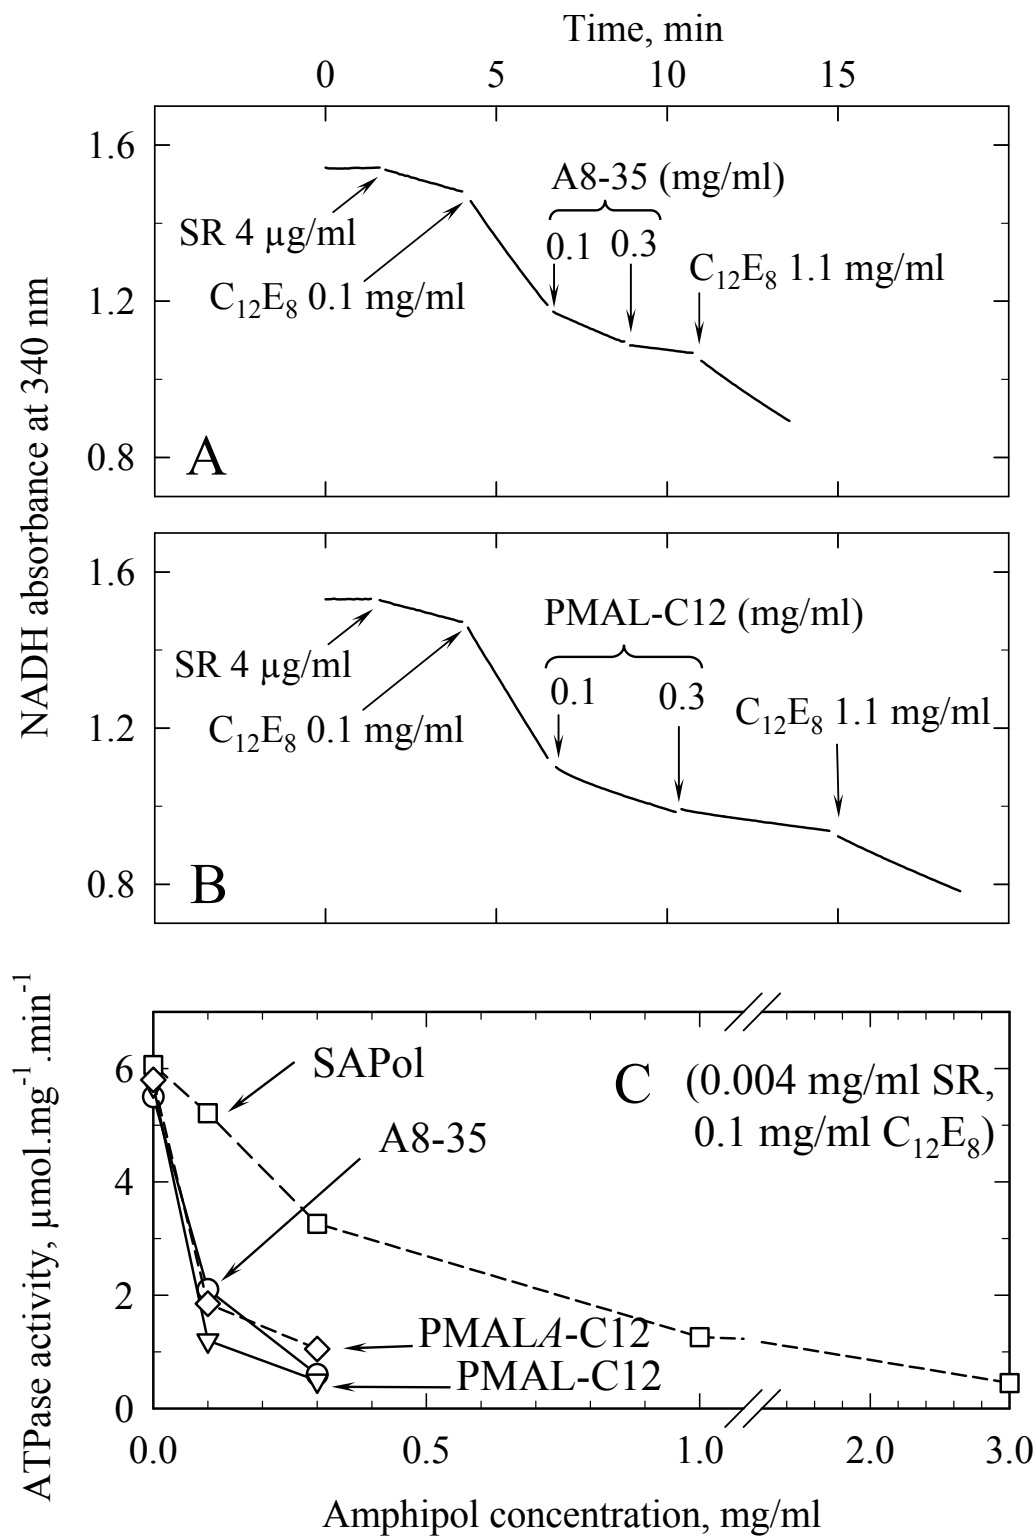 Time, min
0 5 10 15
NADH absorbance at 340 nm
1.6
1.2
0.8
A8-35 (mg/ml)
0.1 0.3
SR 4 µg/ml
C₁₂E₈ 0.1 mg/ml
C₁₂E₈ 1.1 mg/ml
A
1.6
1.2
0.8
PMAL-C12 (mg/ml)
0.1 0.3
SR 4 µg/ml
C₁₂E₈ 0.1 mg/ml
C₁₂E₈ 1.1 mg/ml
B
ATPase activity, µmol.mg⁻¹.min⁻¹
6
4
2
0
SAPol
A8-35
C (0.004 mg/ml SR,
0.1 mg/ml C₁₂E₈)
PMALA-C12
PMAL-C12
0.0 0.5 1.0 2.0 3.0
Amphipol concentration, mg/ml